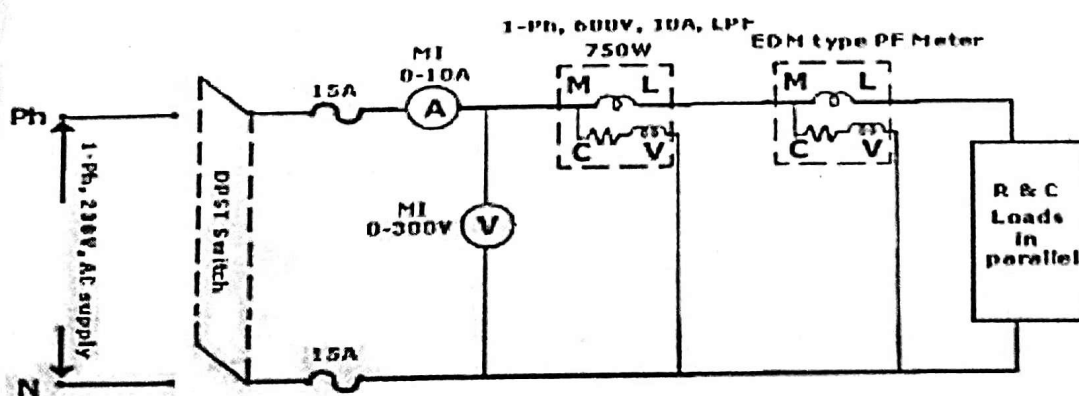 1-Ph, 600V, 10A, LPF
750W
EDM type PF Meter
MI
0-10A
15A
M L
M L
Ph
A
C V
C V
1-Ph, 230V, AC supply
DPST Switch
MI
0-300V
V
R & C
Loads
in
parallel
15A
N